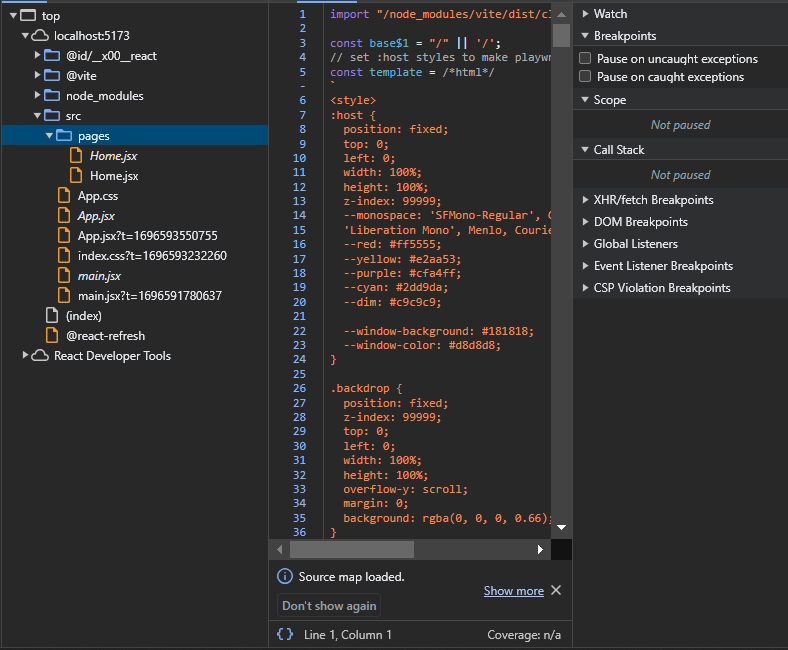 top
localhost:5173
@id/__x00__react
@vite
node_modules
src
pages
Home.jsx
Home.jsx
App.css
App.jsx
App.jsx?t=1696593550755
index.css?t=1696593232260
main.jsx
main.jsx?t=1696591780637
(index)
@react-refresh
React Developer Tools
1 import "/node_modules/vite/dist/cl
2
3 const base$1 = "/" || '/';
4 // set :host styles to make playwr
5 const template = /*html*/
- `
6 <style>
7 :host {
8 position: fixed;
9 top: 0;
10 left: 0;
11 width: 100%;
12 height: 100%;
13 z-index: 99999;
14 --monospace: 'SFMono-Regular', C
15 'Liberation Mono', Menlo, Courie
16 --red: #ff5555;
17 --yellow: #e2aa53;
18 --purple: #cfa4ff;
19 --cyan: #2dd9da;
20 --dim: #c9c9c9;
21
22 --window-background: #181818;
23 --window-color: #d8d8d8;
24 }
25
26 .backdrop {
27 position: fixed;
28 z-index: 99999;
29 top: 0;
30 left: 0;
31 width: 100%;
32 height: 100%;
33 overflow-y: scroll;
34 margin: 0;
35 background: rgba(0, 0, 0, 0.66);
36 }
Source map loaded.
Show more
Don't show again
{} Line 1, Column 1
Coverage: n/a
Watch
Breakpoints
Pause on uncaught exceptions
Pause on caught exceptions
Scope
Not paused
Call Stack
Not paused
XHR/fetch Breakpoints
DOM Breakpoints
Global Listeners
Event Listener Breakpoints
CSP Violation Breakpoints